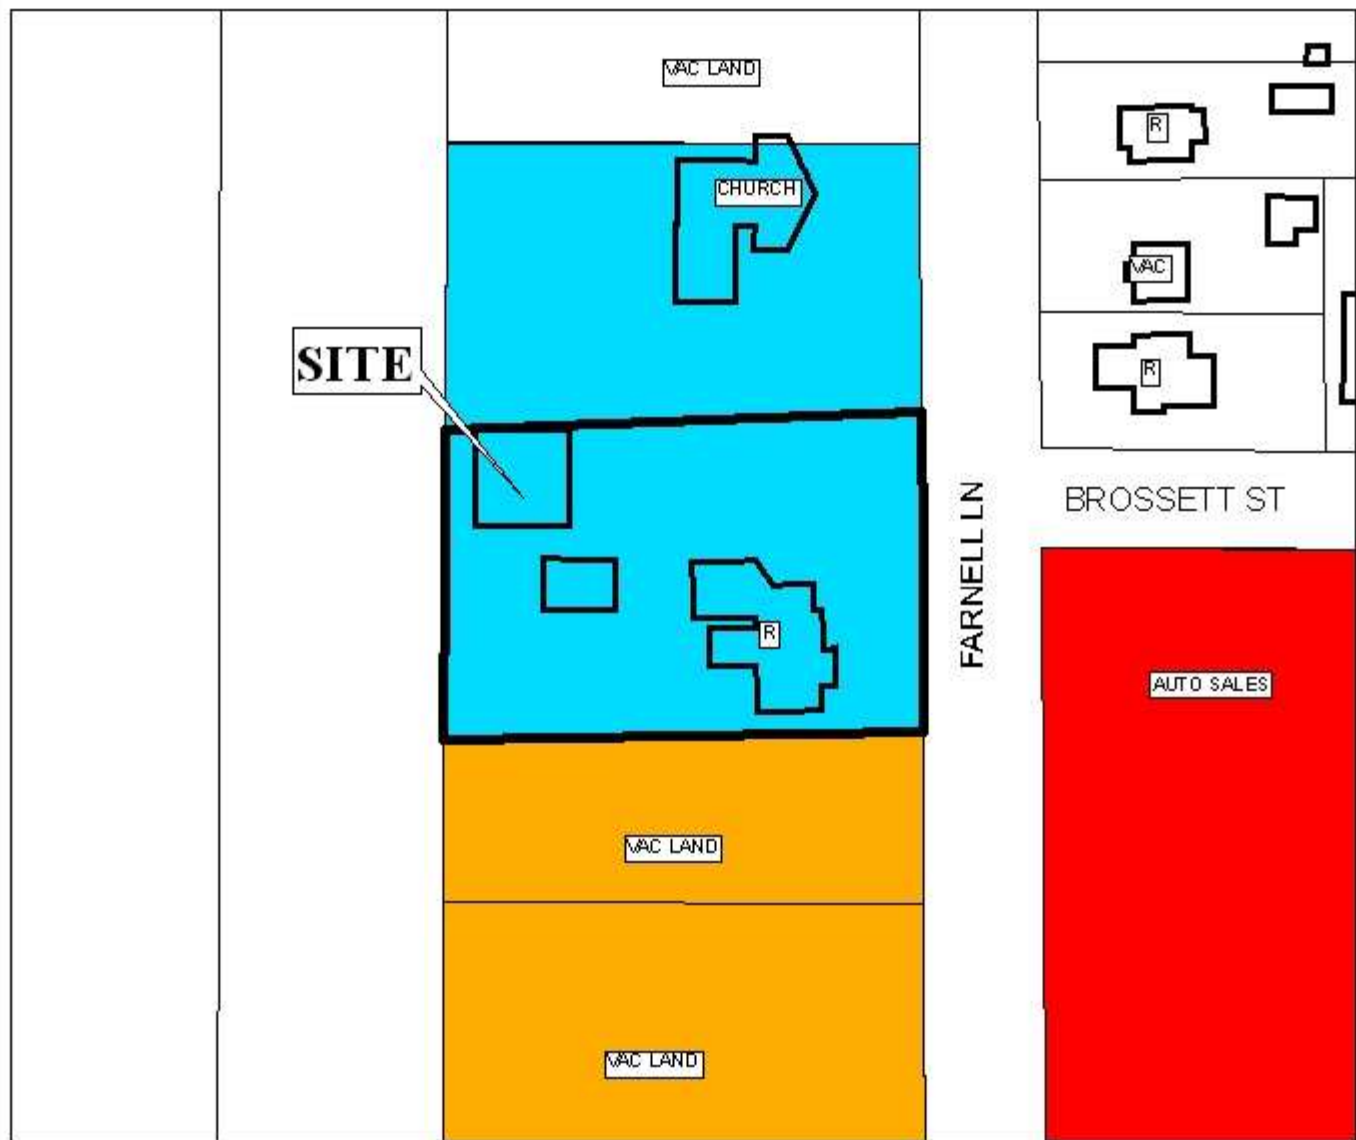 VAC LAND
R
CHURCH
VAC
SITE
R
BROSSETT ST
FARNELL LN
R
AUTO SALES
VAC LAND
VAC LAND